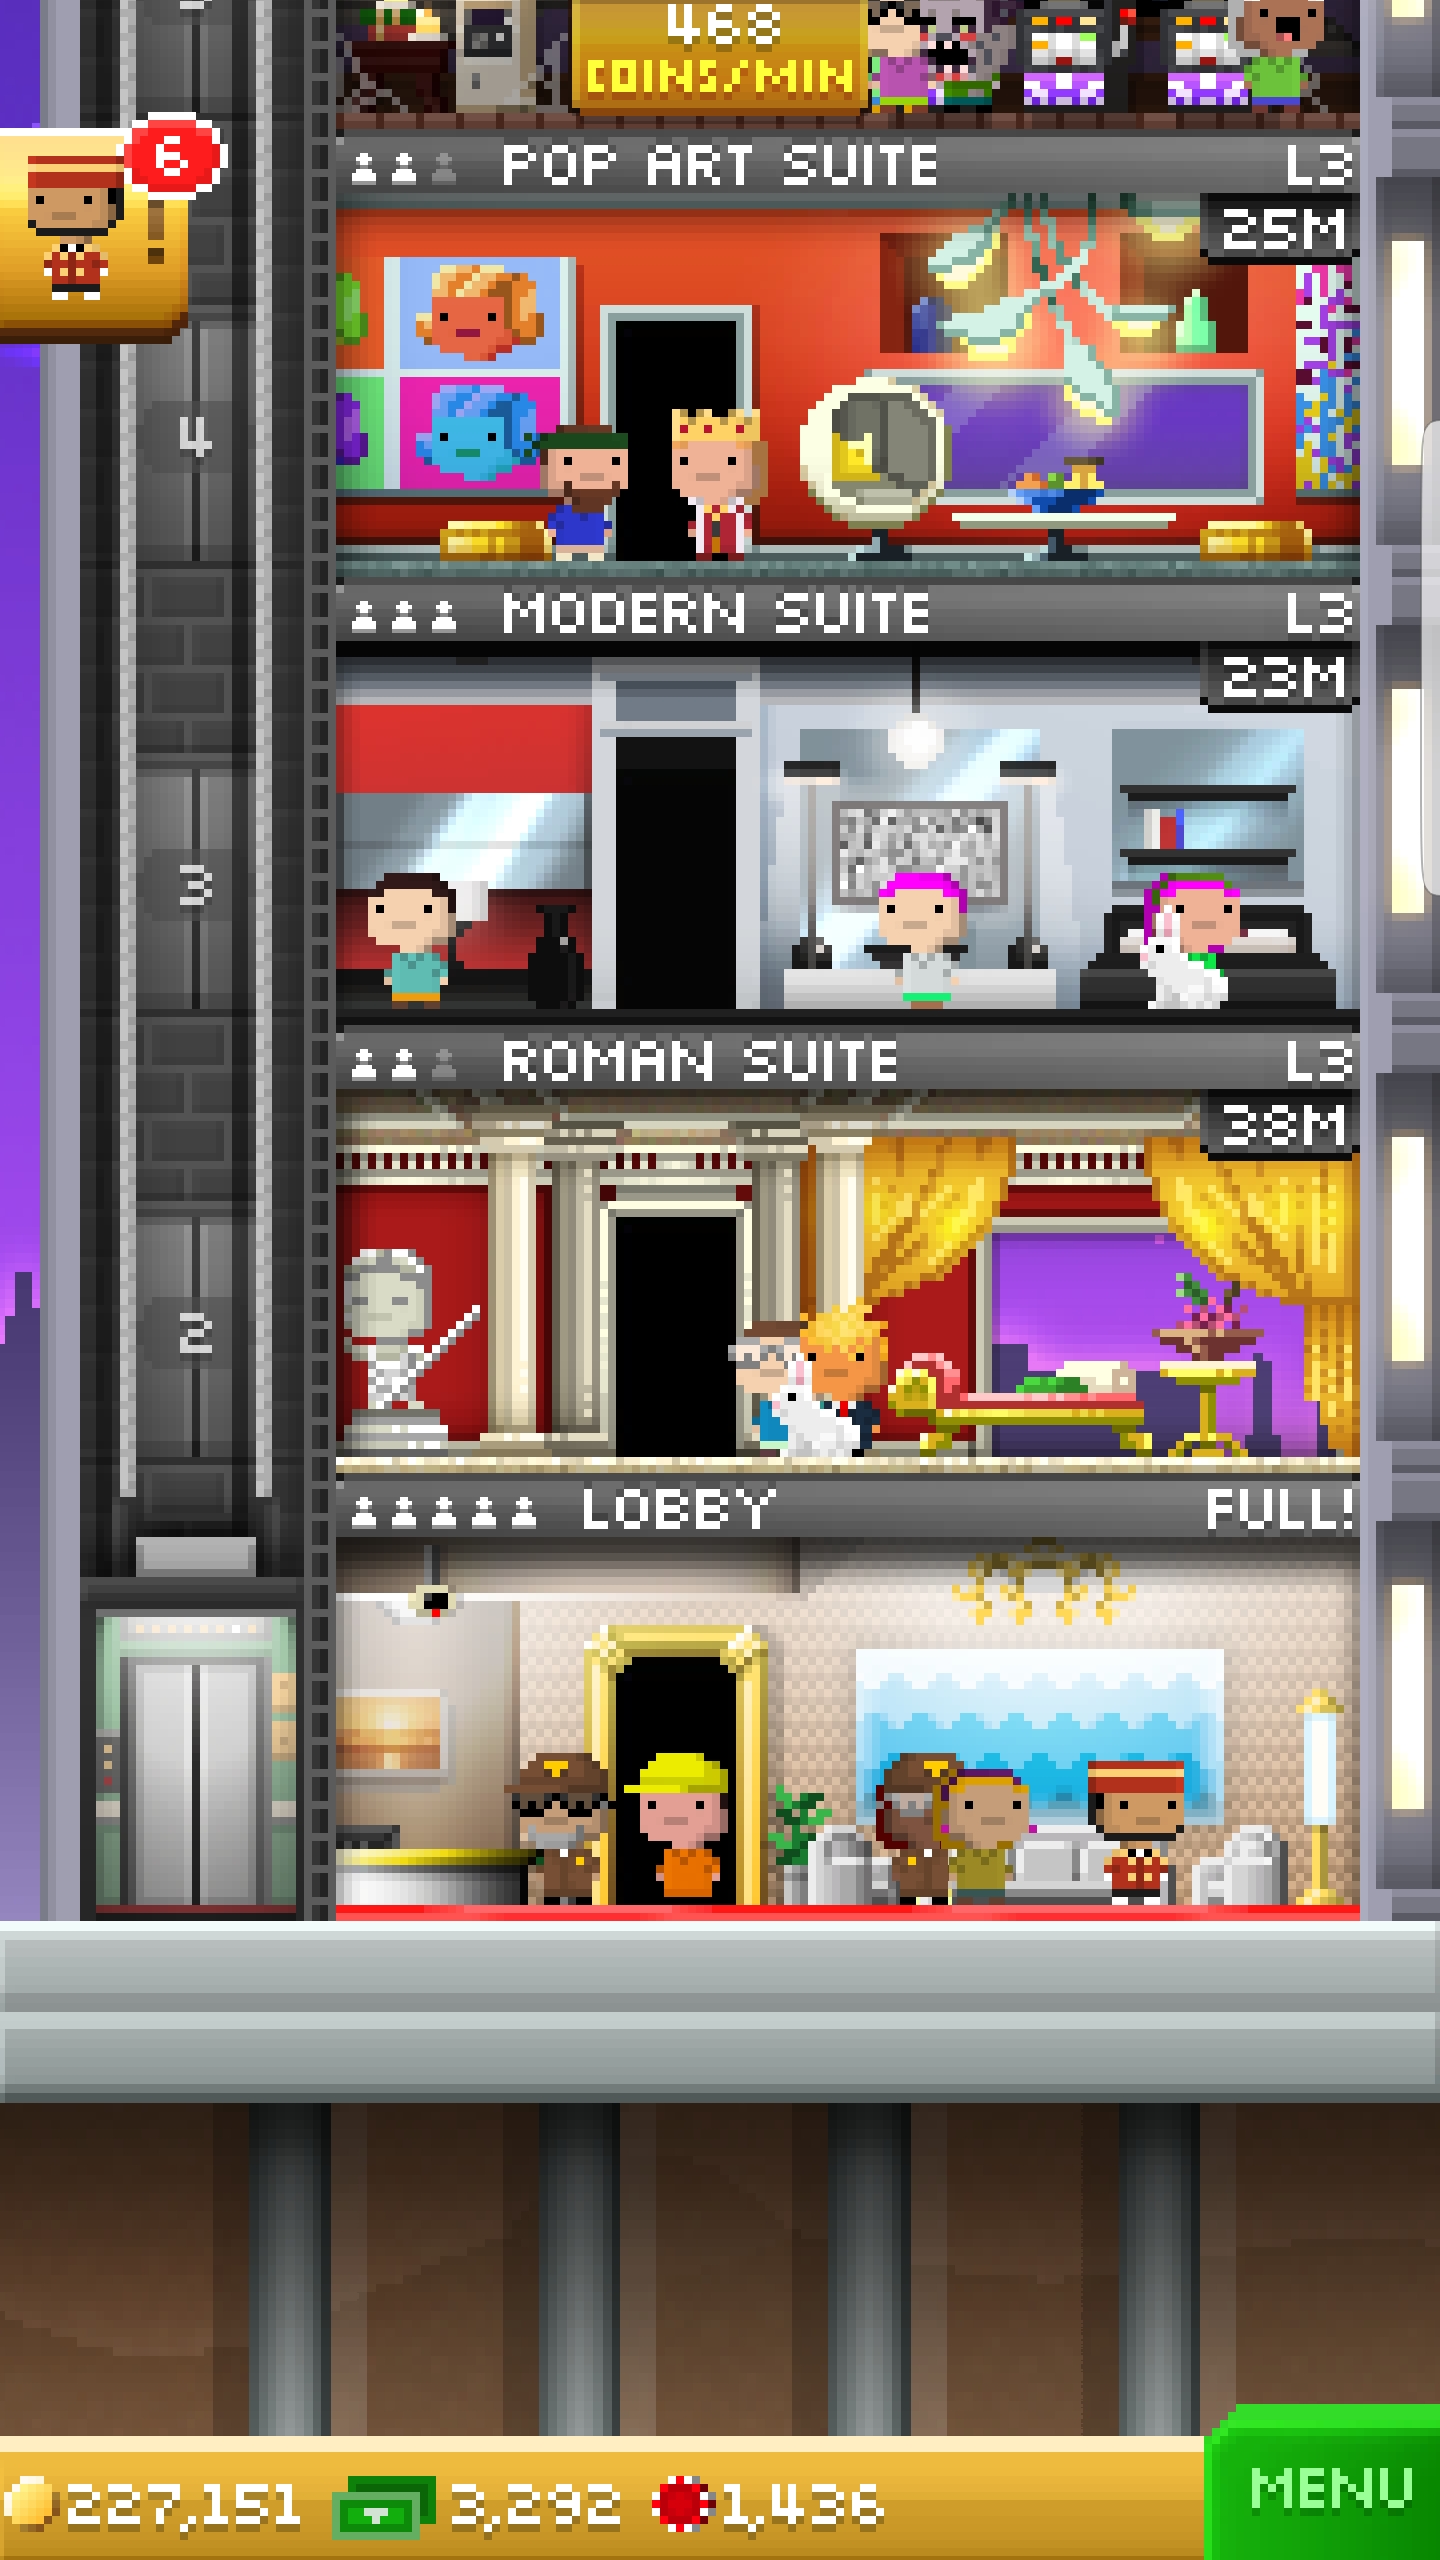 468
COINS/MIN
6
!
POP ART SUITE L3
25M
4
MODERN SUITE L3
23M
3
ROMAN SUITE L3
38M
2
LOBBY FULL!
227,151 3,292 1,436
MENU